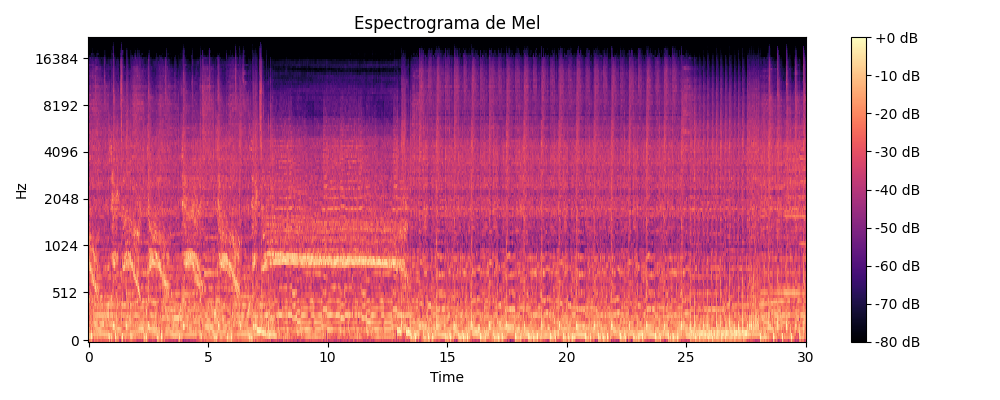 Espectrograma de Mel
Hz
16384
8192
4096
2048
1024
512
0
0 5 10 15 20 25 30
Time
+0 dB
-10 dB
-20 dB
-30 dB
-40 dB
-50 dB
-60 dB
-70 dB
-80 dB